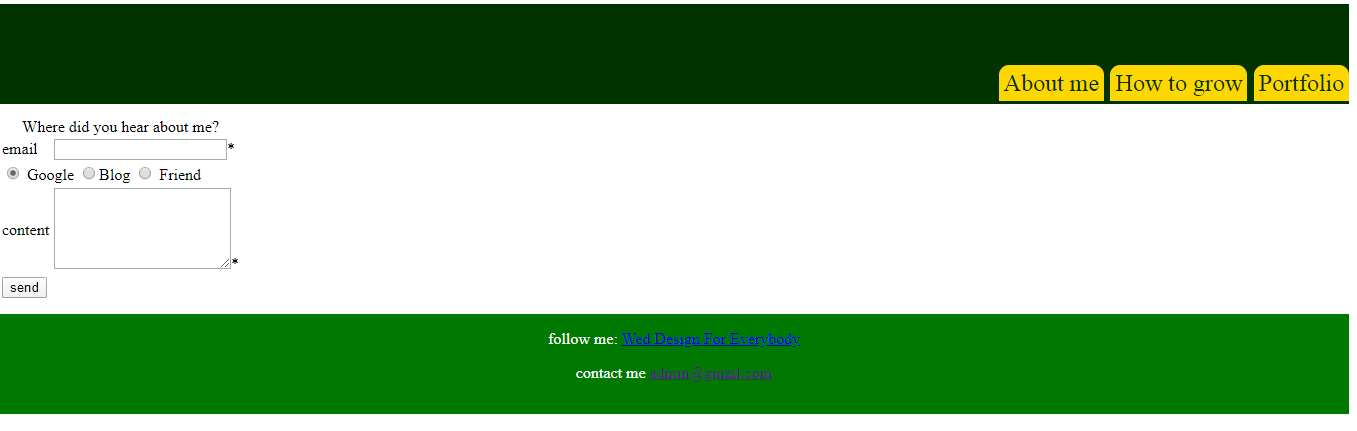 About me How to grow Portfolio
Where did you hear about me?
email *
Google Blog Friend
content *
send
follow me: Wed Design For Everybody
contact me admin@gmail.com